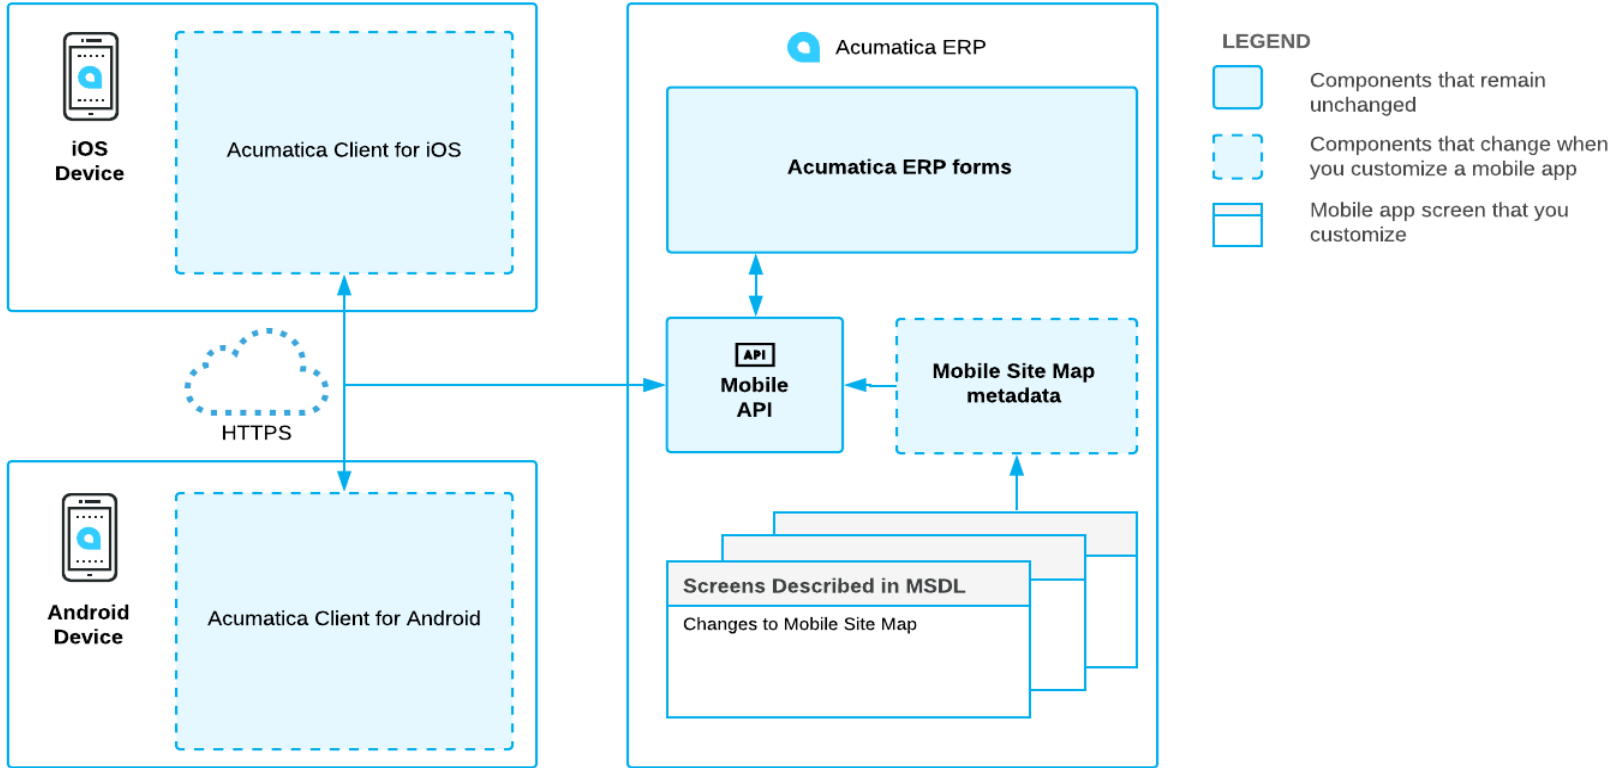 iOS
Device
Acumatica Client for iOS
HTTPS
Android
Device
Acumatica Client for Android
Acumatica ERP
Acumatica ERP forms
API
Mobile
API
Mobile Site Map
metadata
Screens Described in MSDL
Changes to Mobile Site Map
LEGEND
Components that remain
unchanged
Components that change when
you customize a mobile app
Mobile app screen that you
customize